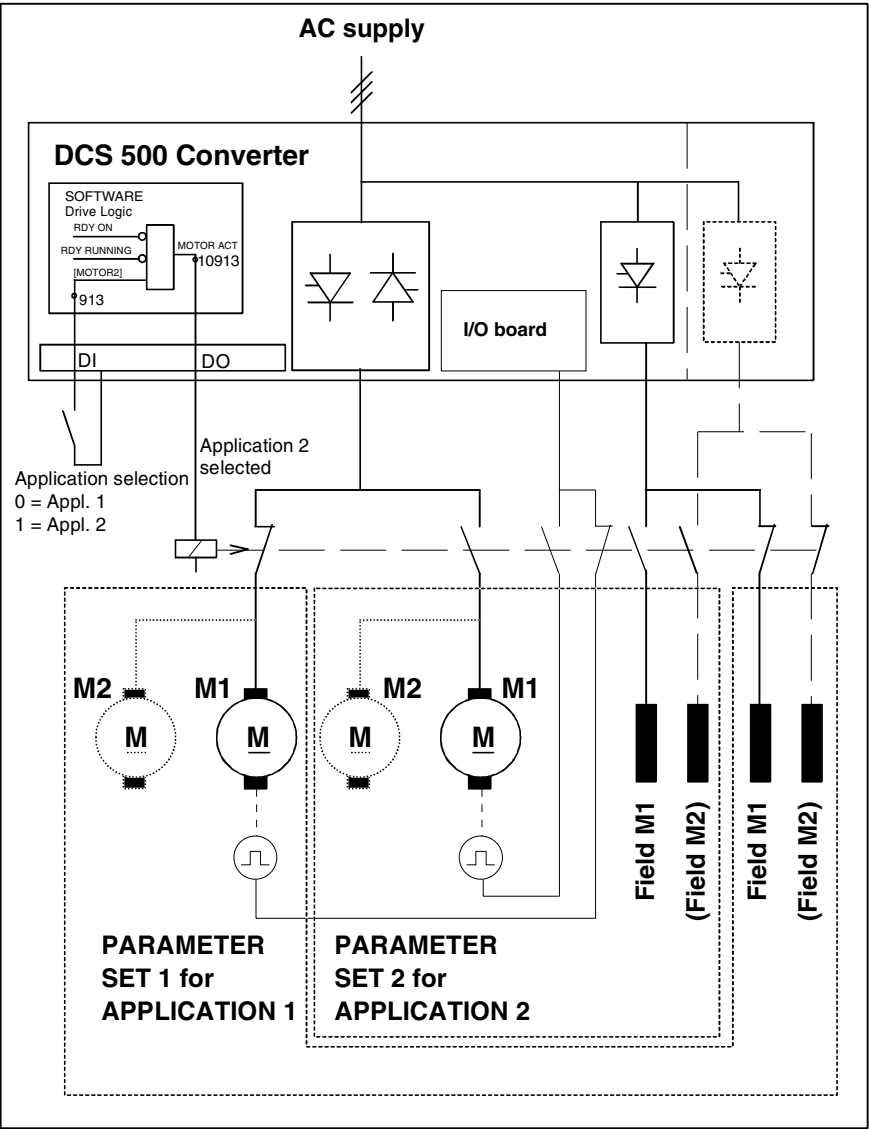 AC supply
DCS 500 Converter
SOFTWARE
Drive Logic
RDY ON
RDY RUNNING
MOTOR ACT
10913
[MOTOR2]
913
I/O board
DI
DO
Application 2
selected
Application selection
0 = Appl. 1
1 = Appl. 2
M2
M1
M2
M1
M
M
M
M
Field M1
(Field M2)
Field M1
(Field M2)
PARAMETER
SET 1 for
APPLICATION 1
PARAMETER
SET 2 for
APPLICATION 2